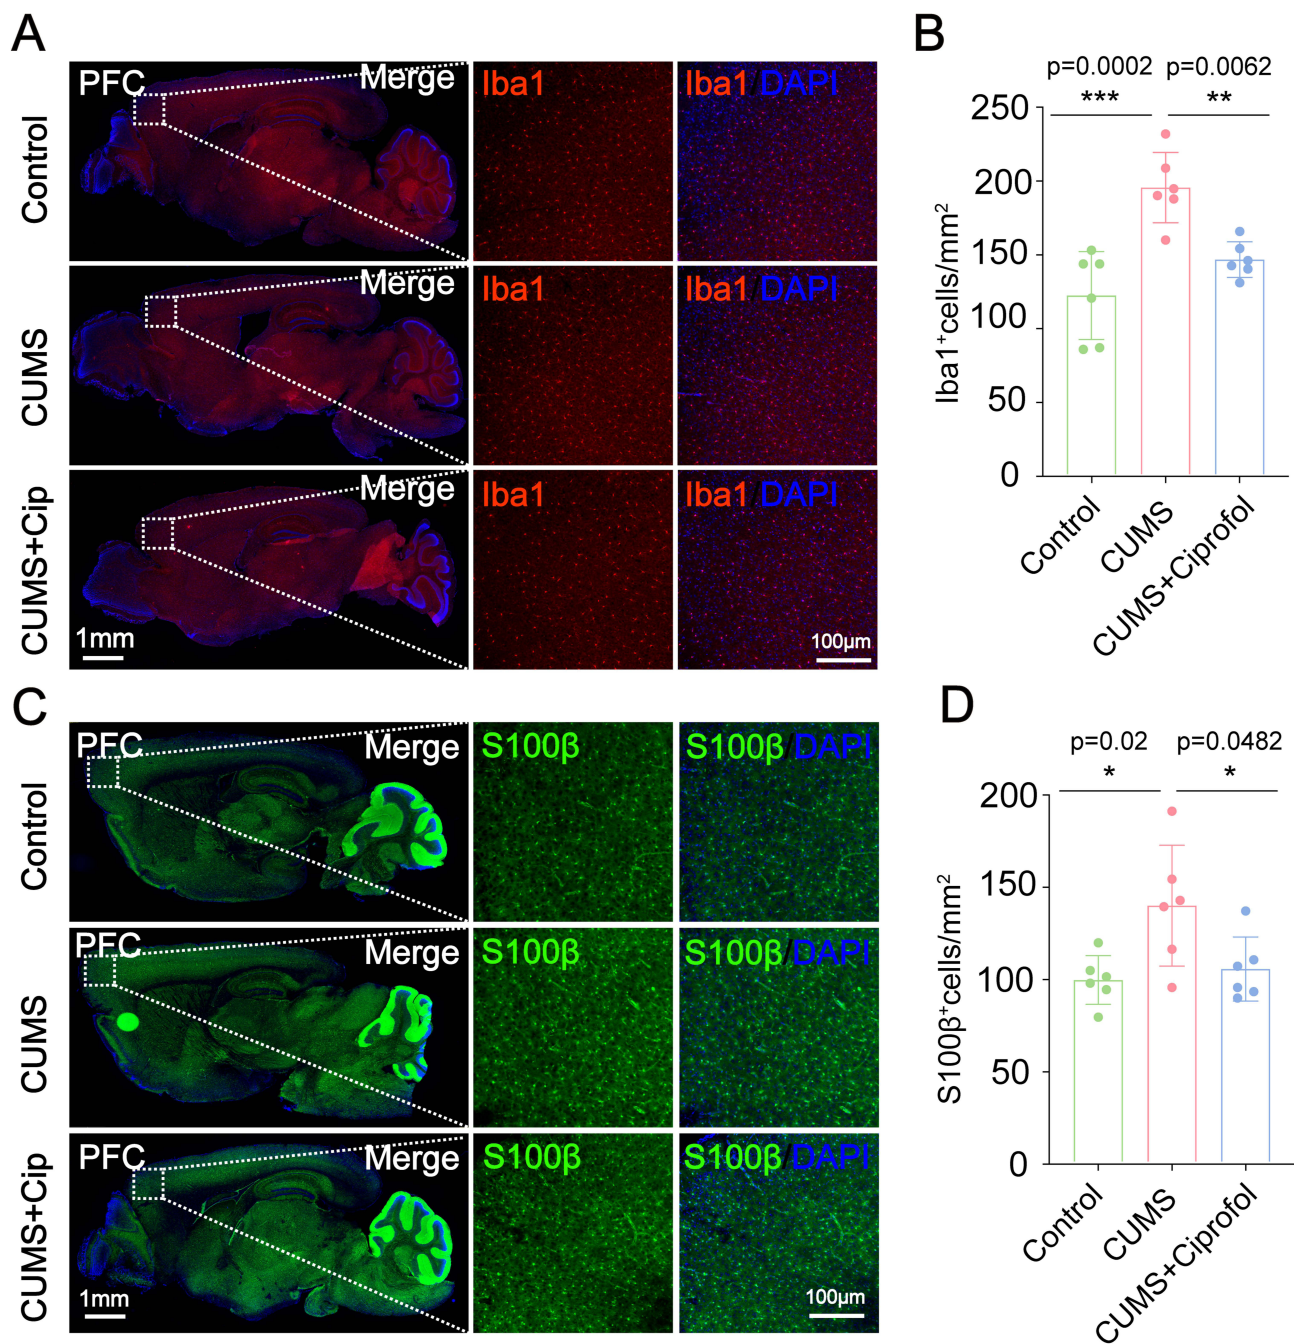 A
PFC
Merge
Iba1
Iba1/DAPI
Control
Merge
Iba1
Iba1/DAPI
CUMS
Merge
Iba1
Iba1/DAPI
CUMS+Cip
1mm
100μm
B
p=0.0002
p=0.0062
***
**
250
200
150
100
50
0
Iba1⁺cells/mm²
Control
CUMS
CUMS+Ciprofol
C
PFC
Merge
S100β
S100β/DAPI
Control
PFC
Merge
S100β
S100β/DAPI
CUMS
PFC
Merge
S100β
S100β/DAPI
CUMS+Cip
1mm
100μm
D
p=0.02
p=0.0482
*
*
200
150
100
50
0
S100β⁺cells/mm²
Control
CUMS
CUMS+Ciprofol